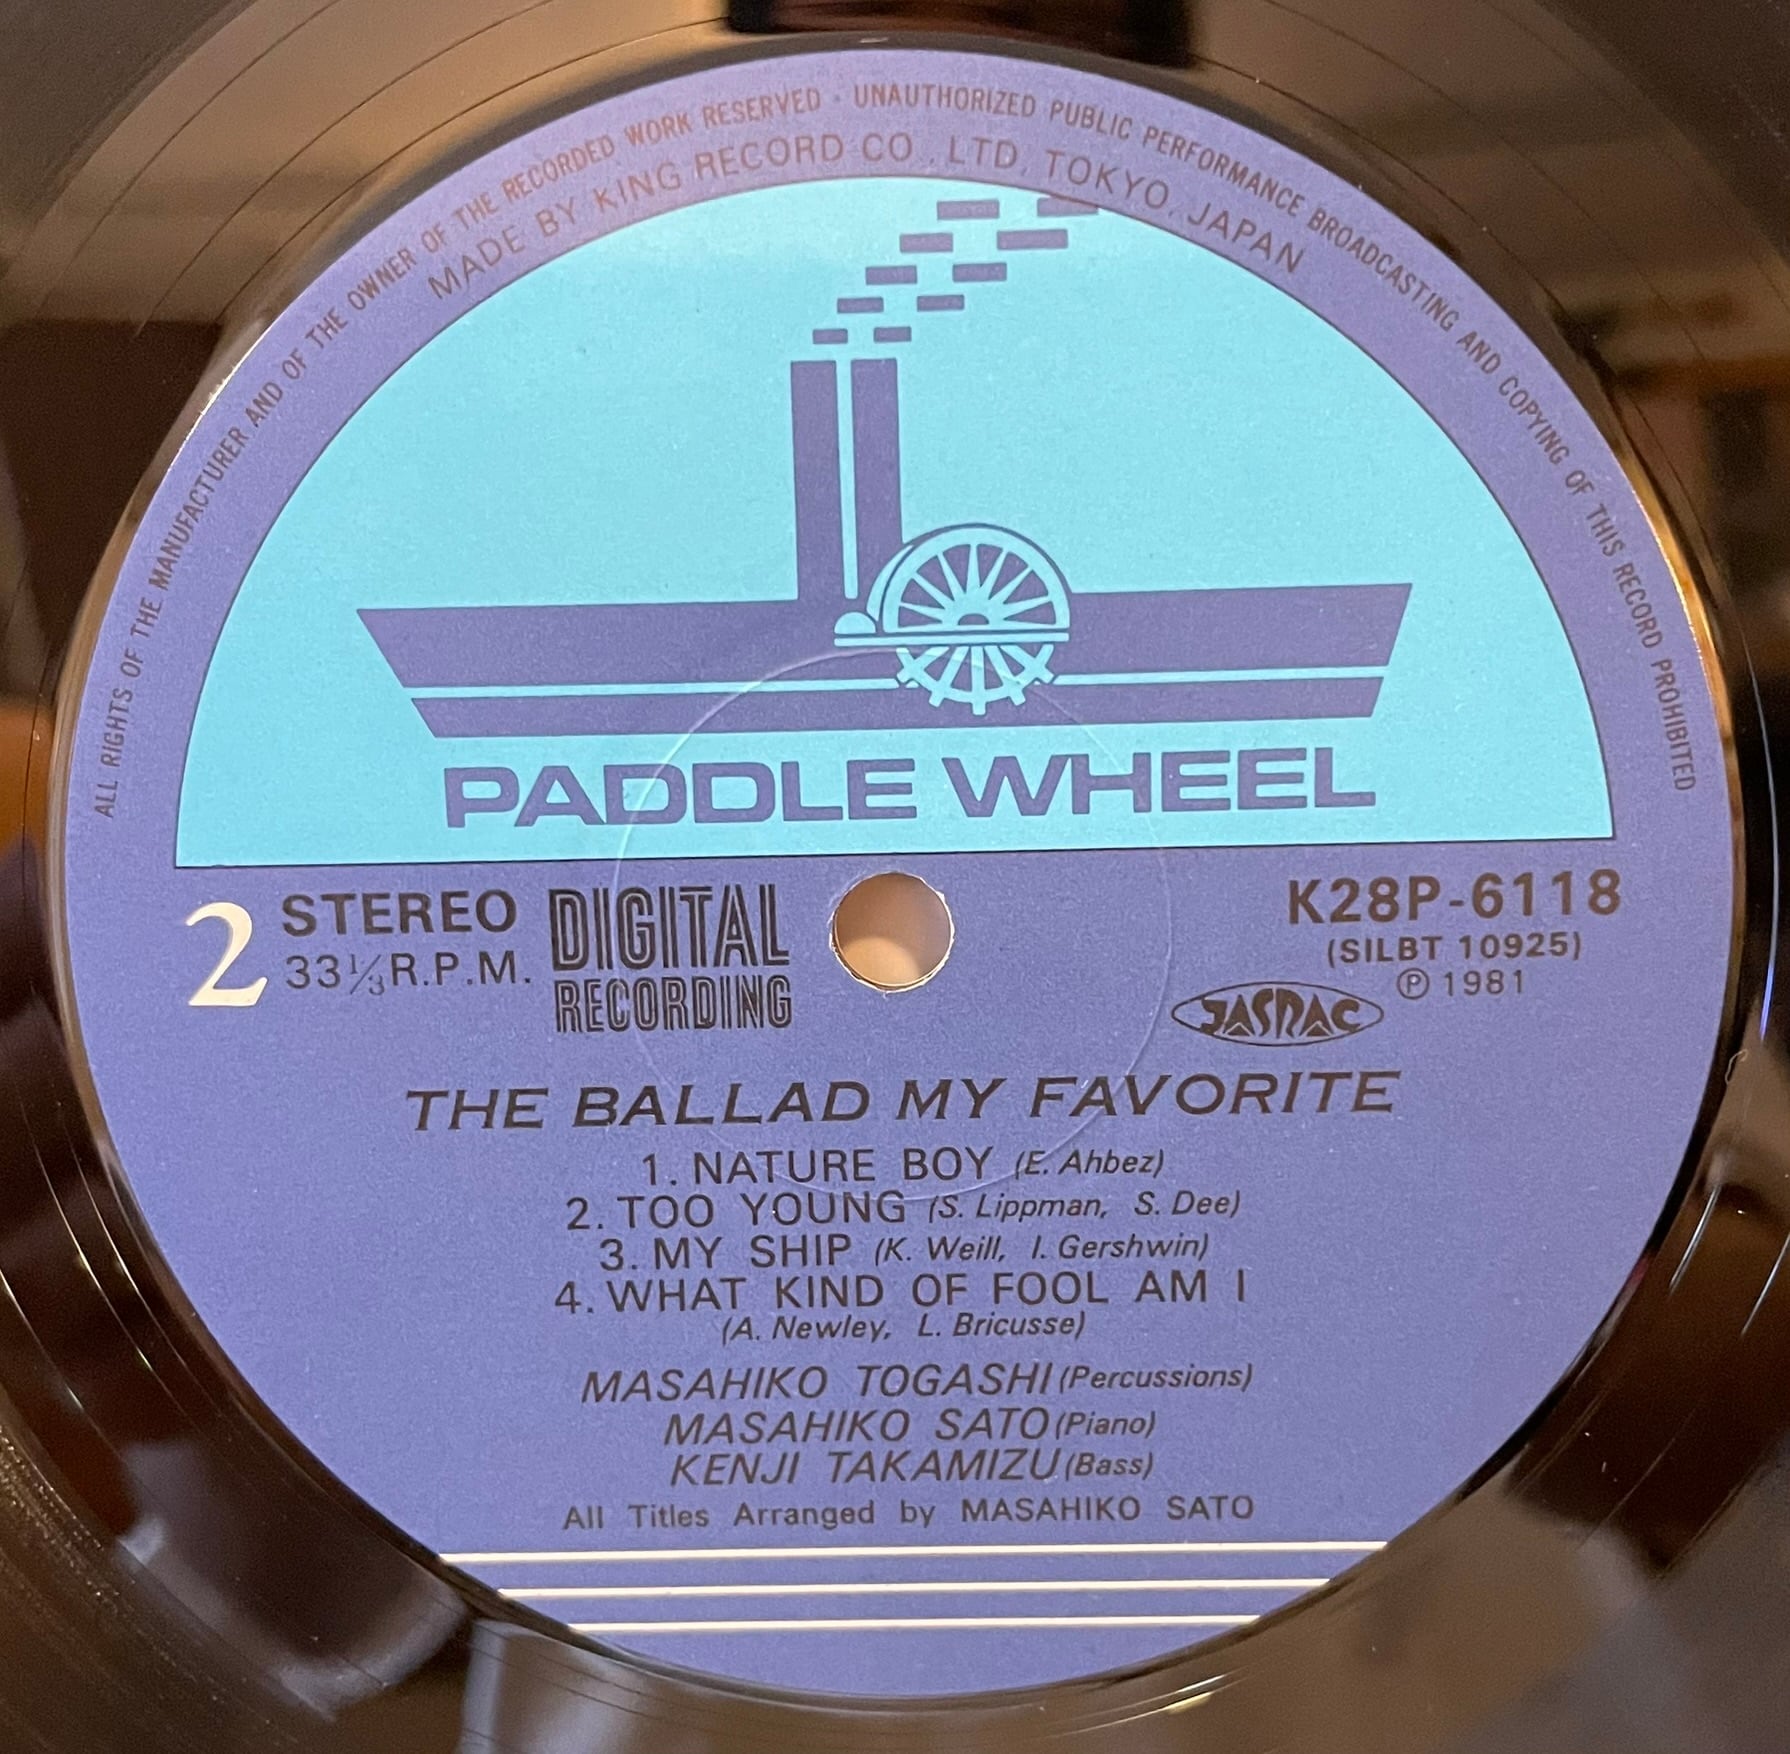 ALL RIGHTS OF THE MANUFACTURER AND OF THE OWNER OF THE RECORDED WORK RESERVED · UNAUTHORIZED PUBLIC PERFORMANCE BROADCASTING AND COPYING OF THIS RECORD PROHIBITED
MADE BY KING RECORD CO., LTD, TOKYO, JAPAN
PADDLE WHEEL
2 STEREO
33⅓ R.P.M.
DIGITAL
RECORDING
K28P-6118
(SILBT 10925)
℗ 1981
JASRAC
THE BALLAD MY FAVORITE
1. NATURE BOY (E. Ahbez)
2. TOO YOUNG (S. Lippman, S. Dee)
3. MY SHIP (K. Weill, I. Gershwin)
4. WHAT KIND OF FOOL AM I
(A. Newley, L. Bricusse)
MASAHIKO TOGASHI (Percussions)
MASAHIKO SATO (Piano)
KENJI TAKAMIZU (Bass)
All Titles Arranged by MASAHIKO SATO